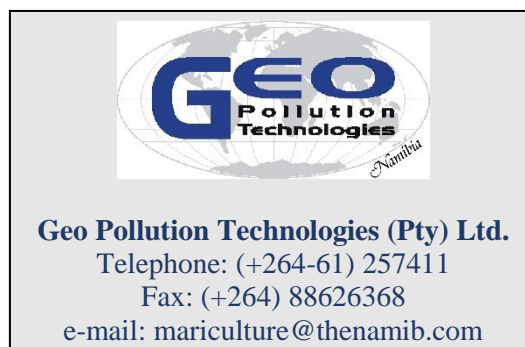 GEO
Pollution
Technologies
Namibia
Geo Pollution Technologies (Pty) Ltd.
Telephone: (+264-61) 257411
Fax: (+264) 88626368
e-mail: mariculture@thenamib.com